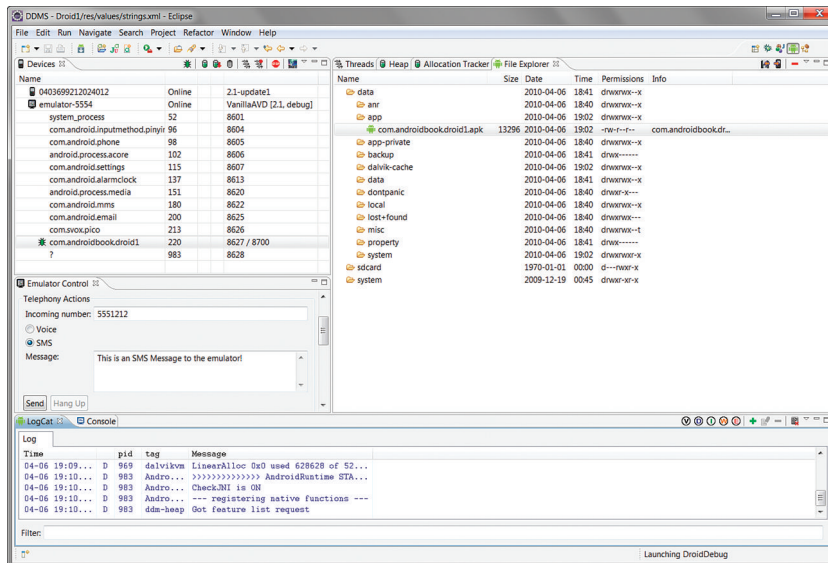 DDMS - Droid1/res/values/strings.xml - Eclipse
File Edit Run Navigate Search Project Refactor Window Help
Devices
Name
0403699212024012 Online 2.1-update1
emulator-5554 Online VanillaAVD [2.1, debug]
system_process 52 8601
com.android.inputmethod.pinyir 96 8604
com.android.phone 98 8605
android.process.acore 102 8606
com.android.settings 115 8607
com.android.alarmclock 137 8613
android.process.media 151 8620
com.android.mms 180 8622
com.android.email 200 8625
com.svox.pico 213 8626
com.androidbook.droid1 220 8627 / 8700
? 983 8628
Emulator Control
Telephony Actions
Incoming number: 5551212
Voice
SMS
Message: This is an SMS Message to the emulator!
Send Hang Up
Threads Heap Allocation Tracker File Explorer
Name Size Date Time Permissions Info
data 2010-04-06 18:41 drwxrwx--x
anr 2010-04-06 18:40 drwxrwx--x
app 2010-04-06 19:02 drwxrwx--x
com.androidbook.droid1.apk 13296 2010-04-06 19:02 -rw-r--r-- com.androidbook.dr...
app-private 2010-04-06 18:40 drwxrwx--x
backup 2010-04-06 18:41 drwx------
dalvik-cache 2010-04-06 19:02 drwxrwx--x
data 2010-04-06 18:41 drwxrwx--x
dontpanic 2010-04-06 18:40 drwxr-x---
local 2010-04-06 18:40 drwxrwx--x
lost+found 2010-04-06 18:40 drwxrwx---
misc 2010-04-06 18:40 drwxrwx--t
property 2010-04-06 18:41 drwx------
system 2010-04-06 19:02 drwxrwxr-x
sdcard 1970-01-01 00:00 d---rwxr-x
system 2009-12-19 00:45 drwxr-xr-x
LogCat Console
V D I W E
Log
Time pid tag Message
04-06 19:09... D 969 dalvikvm LinearAlloc 0x0 used 628628 of 52...
04-06 19:10... D 983 Andro... >>>>>>>>>>>>>> AndroidRuntime STA...
04-06 19:10... D 983 Andro... CheckJNI is ON
04-06 19:10... D 983 Andro... --- registering native functions ---
04-06 19:10... D 983 ddm-heap Got feature list request
Filter:
Launching DroidDebug